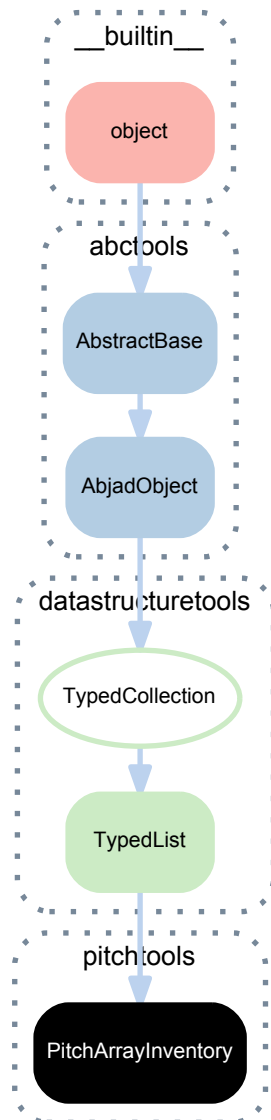 __builtin__
object
abctools
AbstractBase
AbjadObject
datastructuretools
TypedCollection
TypedList
pitchtools
PitchArrayInventory